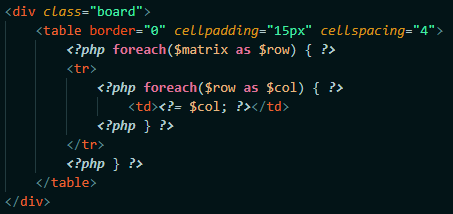 <div class="board">
    <table border="0" cellpadding="15px" cellspacing="4">
        <?php foreach($matrix as $row) { ?>
        <tr>
            <?php foreach($row as $col) { ?>
                <td><?= $col; ?></td>
            <?php } ?>
        </tr>
        <?php } ?>
    </table>
</div>